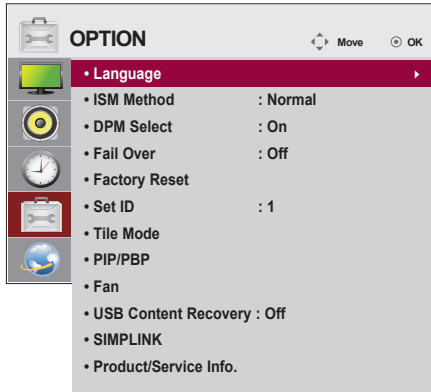 OPTION
Move
OK
• Language
• ISM Method : Normal
• DPM Select : On
• Fail Over : Off
• Factory Reset
• Set ID : 1
• Tile Mode
• PIP/PBP
• Fan
• USB Content Recovery : Off
• SIMPLINK
• Product/Service Info.